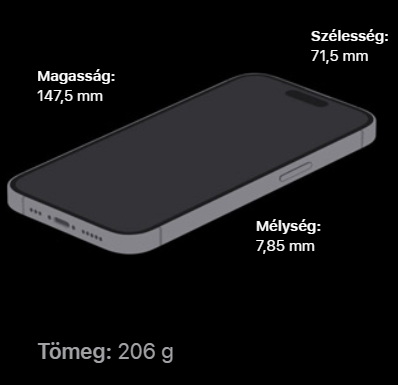 Szélesség:
71,5 mm
Magasság:
147,5 mm
Mélység:
7,85 mm
Tömeg: 206 g